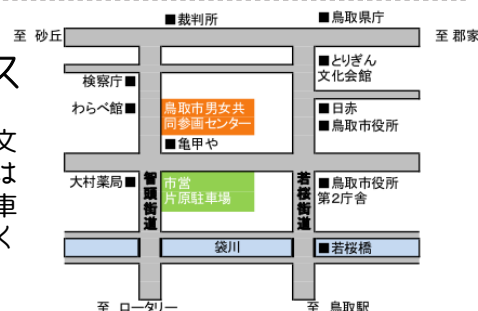 ■裁判所
■鳥取県庁
至 砂丘
至 郡家
ス
■とりぎん
文化会館
検察庁■
わらべ館■
鳥取市男女共
同参画センター
■日赤
■鳥取市役所
■亀甲や
文
は
車
く
大村薬局■
智頭街道
市営
片原駐車場
若桜街道
■鳥取市役所
第2庁舎
袋川
■若桜橋
至 ロータリー
至 鳥取駅